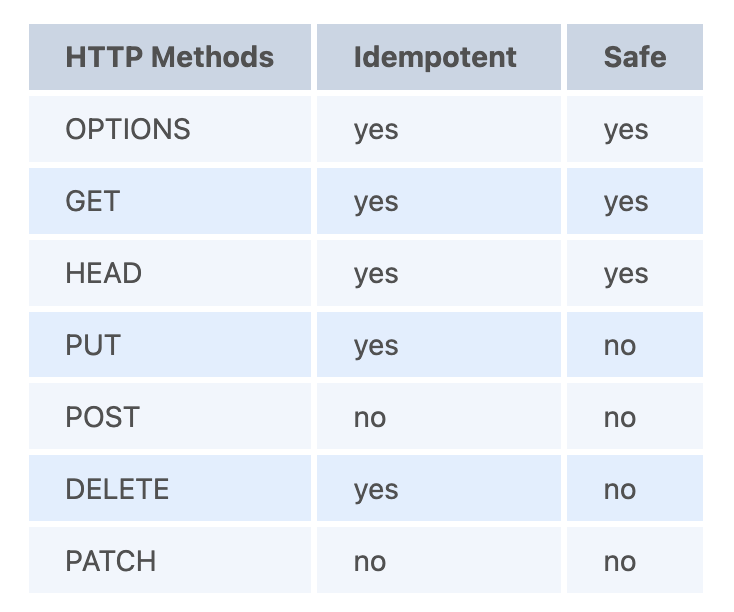 HTTP Methods Idempotent Safe
OPTIONS yes yes
GET yes yes
HEAD yes yes
PUT yes no
POST no no
DELETE yes no
PATCH no no